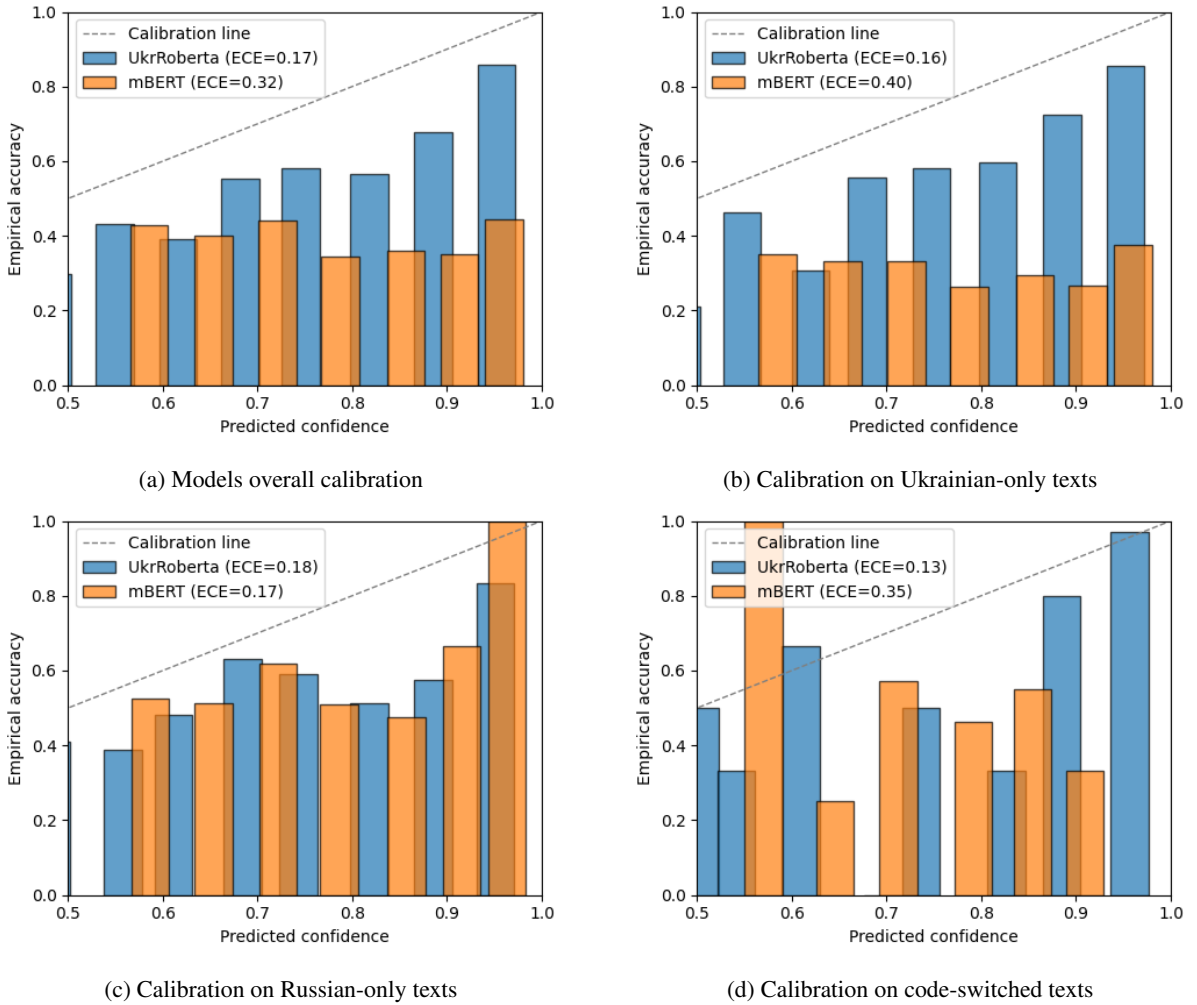 Calibration line
UkrRoberta (ECE=0.17)
mBERT (ECE=0.32)
Empirical accuracy
1.0
0.8
0.6
0.4
0.2
0.0
0.5 0.6 0.7 0.8 0.9 1.0
Predicted confidence
(a) Models overall calibration
Calibration line
UkrRoberta (ECE=0.16)
mBERT (ECE=0.40)
Empirical accuracy
1.0
0.8
0.6
0.4
0.2
0.0
0.5 0.6 0.7 0.8 0.9 1.0
Predicted confidence
(b) Calibration on Ukrainian-only texts
Calibration line
UkrRoberta (ECE=0.18)
mBERT (ECE=0.17)
Empirical accuracy
1.0
0.8
0.6
0.4
0.2
0.0
0.5 0.6 0.7 0.8 0.9 1.0
Predicted confidence
(c) Calibration on Russian-only texts
Calibration line
UkrRoberta (ECE=0.13)
mBERT (ECE=0.35)
Empirical accuracy
1.0
0.8
0.6
0.4
0.2
0.0
0.5 0.6 0.7 0.8 0.9 1.0
Predicted confidence
(d) Calibration on code-switched texts